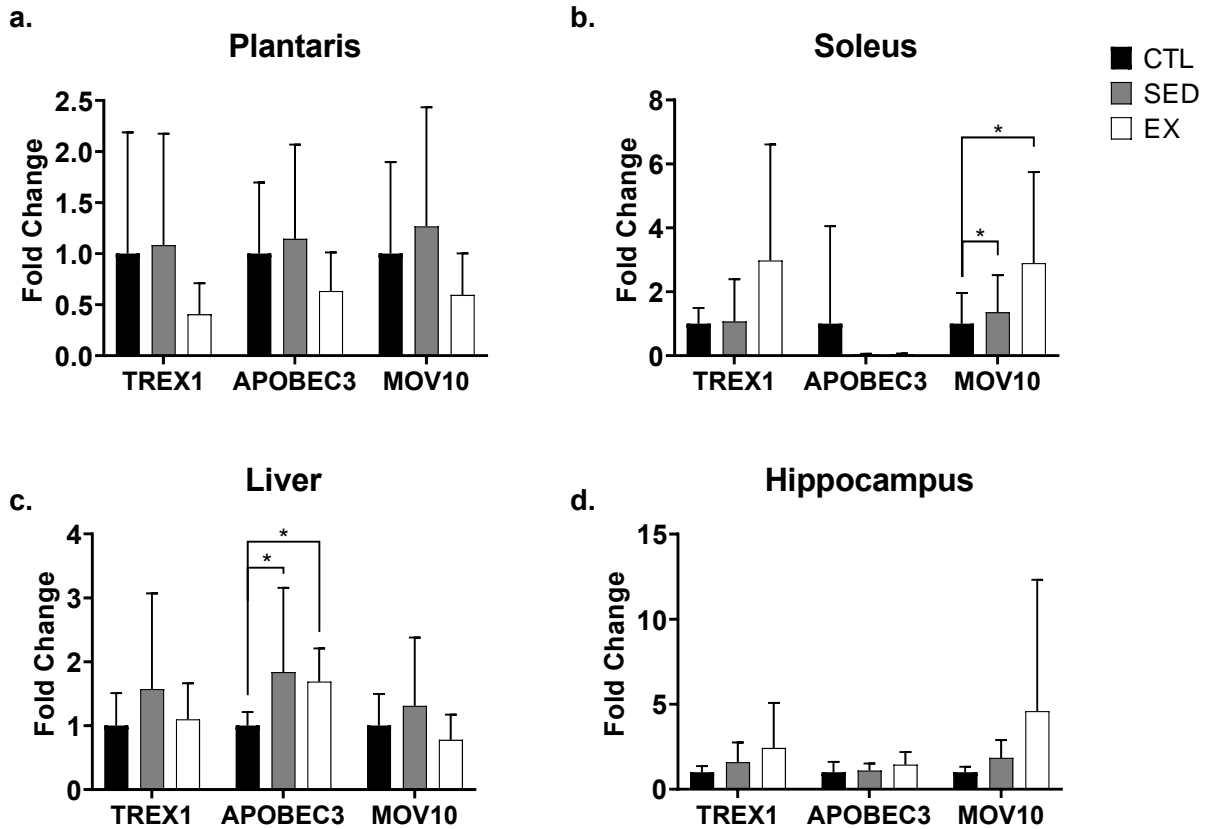 a.
Plantaris
Fold Change
2.5
2.0
1.5
1.0
0.5
0.0
TREX1 APOBEC3 MOV10
b.
Soleus
Fold Change
8
6
4
2
0
*
*
TREX1 APOBEC3 MOV10
CTL
SED
EX
c.
Liver
Fold Change
4
3
2
1
0
*
*
TREX1 APOBEC3 MOV10
d.
Hippocampus
Fold Change
15
10
5
0
TREX1 APOBEC3 MOV10